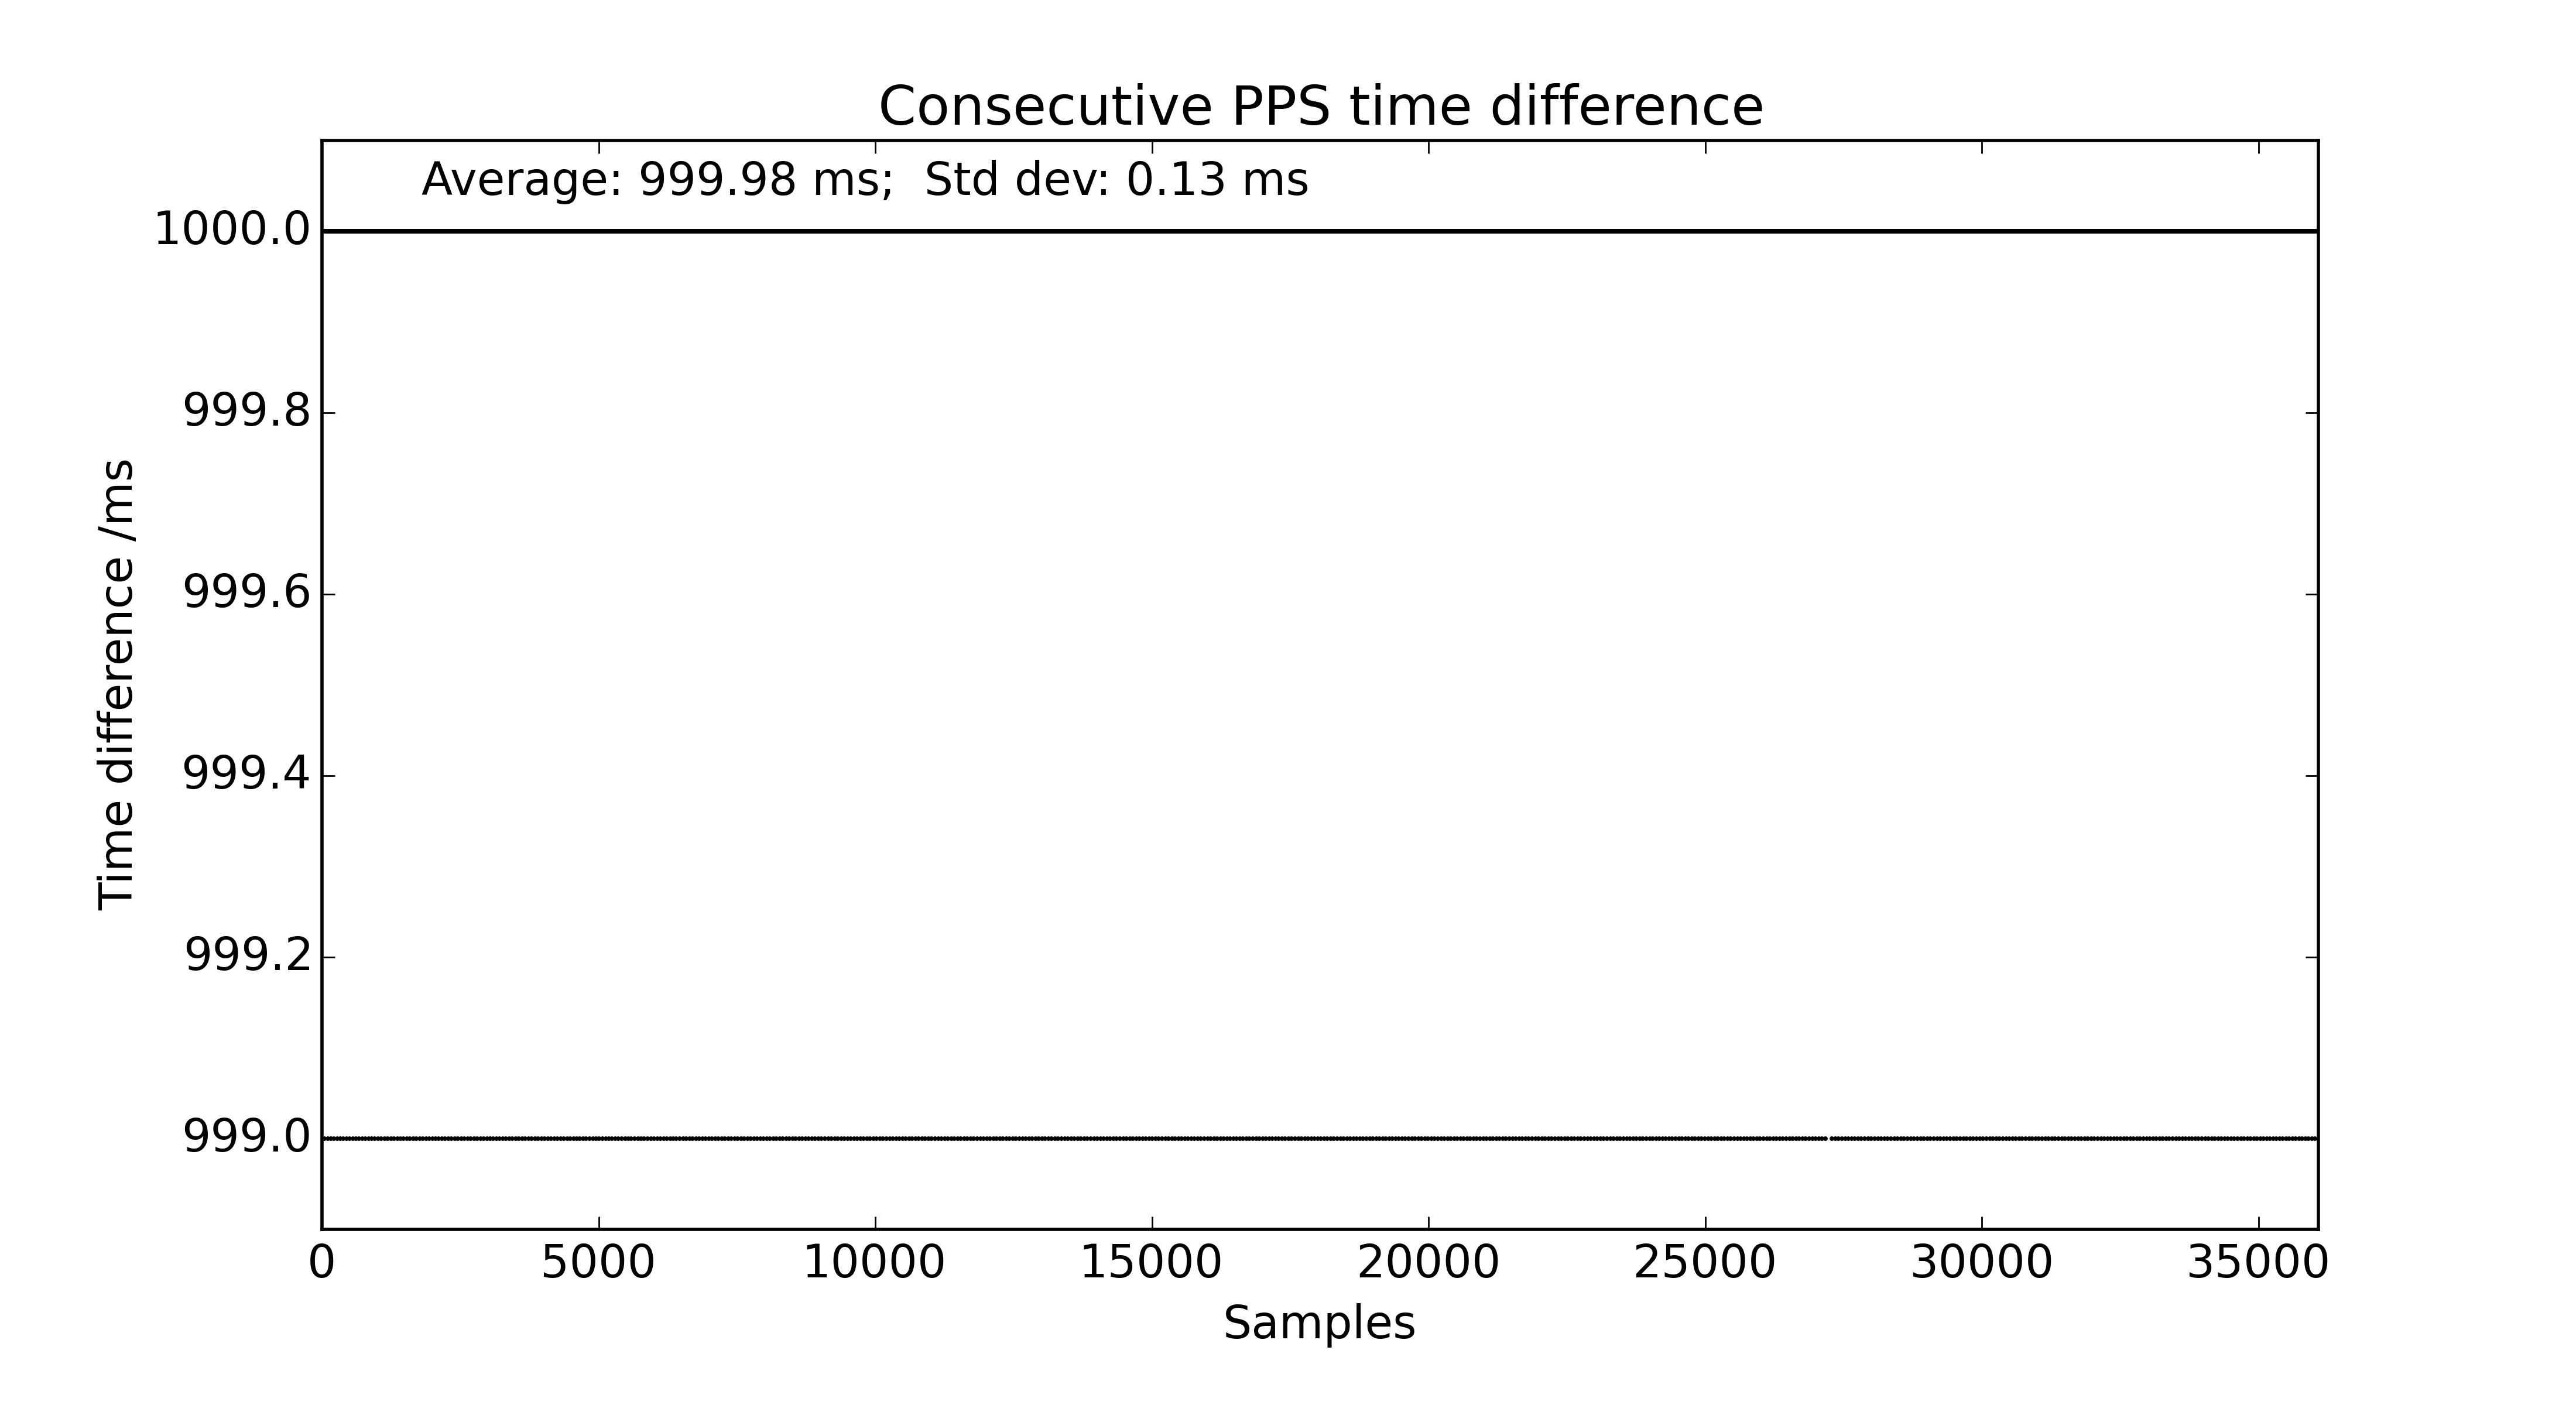 Consecutive PPS time difference
Average: 999.98 ms;  Std dev: 0.13 ms
1000.0
999.8
999.6
999.4
999.2
999.0
Time difference /ms
0 5000 10000 15000 20000 25000 30000 35000
Samples